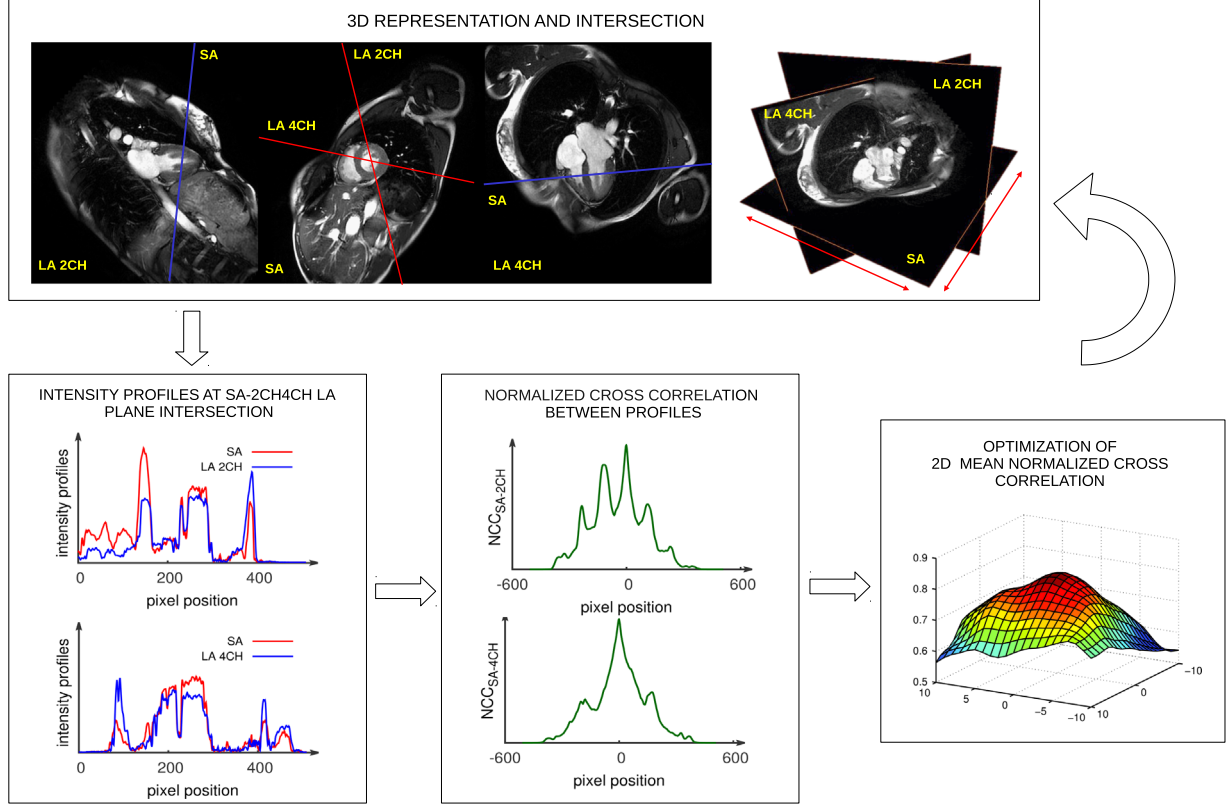 3D REPRESENTATION AND INTERSECTION
SA
LA 2CH
LA 4CH
LA 2CH
SA
SA
LA 4CH
LA 2CH
LA 4CH
SA
INTENSITY PROFILES AT SA-2CH4CH LA
PLANE INTERSECTION
intensity profiles
SA
LA 2CH
0 200 400
pixel position
intensity profiles
SA
LA 4CH
0 200 400
pixel position
NORMALIZED CROSS CORRELATION
BETWEEN PROFILES
NCCSA-2CH
-600 0 600
pixel position
NCCSA-4CH
-600 0 600
pixel position
OPTIMIZATION OF
2D MEAN NORMALIZED CROSS
CORRELATION
0.9
0.8
0.7
0.6
0.5
10 5 0 −5 −10
10 0 −10